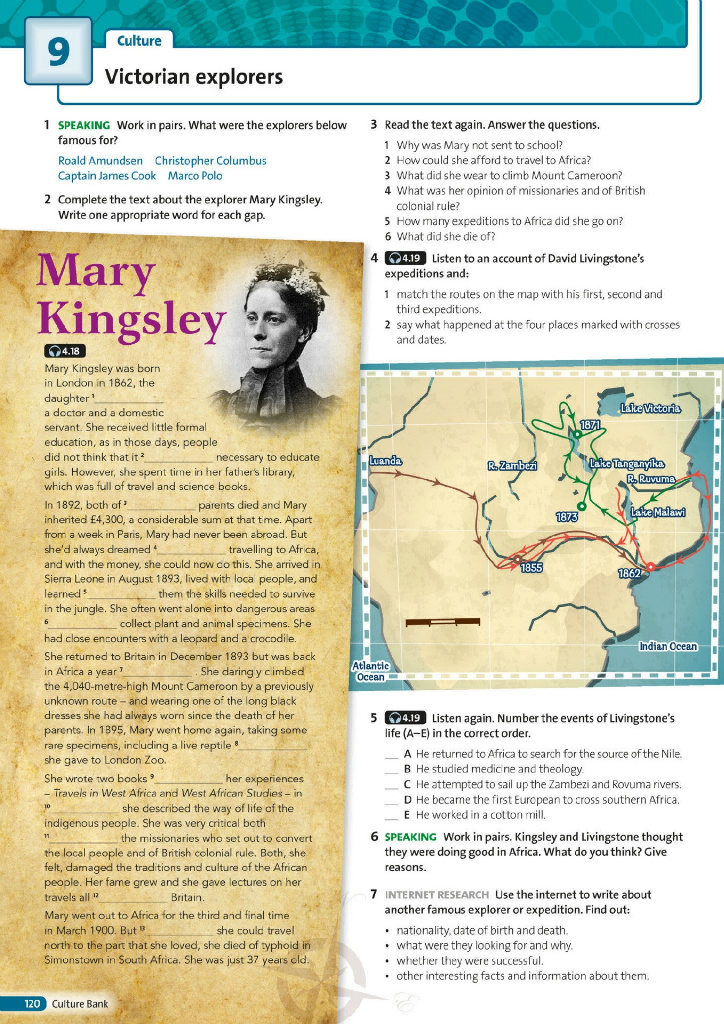 9
Culture
Victorian explorers
1 SPEAKING Work in pairs. What were the explorers below
famous for?
Roald Amundsen Christopher Columbus
Captain James Cook Marco Polo
2 Complete the text about the explorer Mary Kingsley.
Write one appropriate word for each gap.
Mary
Kingsley
4.18
Mary Kingsley was born
in London in 1862, the
daughter 1____________
a doctor and a domestic
servant. She received little formal
education, as in those days, people
did not think that it 2____________ necessary to educate
girls. However, she spent time in her father's library,
which was full of travel and science books.
In 1892, both of 3____________ parents died and Mary
inherited £4,300, a considerable sum at that time. Apart
from a week in Paris, Mary had never been abroad. But
she'd always dreamed 4____________ travelling to Africa,
and with the money, she could now do this. She arrived in
Sierra Leone in August 1893, lived with local people, and
learned 5____________ them the skills needed to survive
in the jungle. She often went alone into dangerous areas
6____________ collect plant and animal specimens. She
had close encounters with a leopard and a crocodile.
She returned to Britain in December 1893 but was back
in Africa a year 7____________ . She daringly climbed
the 4,040-metre-high Mount Cameroon by a previously
unknown route – and wearing one of the long black
dresses she had always worn since the death of her
parents. In 1895, Mary went home again, taking some
rare specimens, including a live reptile 8____________
she gave to London Zoo.
She wrote two books 9____________ her experiences
– Travels in West Africa and West African Studies – in
10____________ she described the way of life of the
indigenous people. She was very critical both
11____________ the missionaries who set out to convert
the local people and of British colonial rule. Both, she
felt, damaged the traditions and culture of the African
people. Her fame grew and she gave lectures on her
travels all 12____________ Britain.
Mary went out to Africa for the third and final time
in March 1900. But 13____________ she could travel
north to the part that she loved, she died of typhoid in
Simonstown in South Africa. She was just 37 years old.
3 Read the text again. Answer the questions.
1 Why was Mary not sent to school?
2 How could she afford to travel to Africa?
3 What did she wear to climb Mount Cameroon?
4 What was her opinion of missionaries and of British
colonial rule?
5 How many expeditions to Africa did she go on?
6 What did she die of?
4 4.19 Listen to an account of David Livingstone's
expeditions and:
1 match the routes on the map with his first, second and
third expeditions.
2 say what happened at the four places marked with crosses
and dates.
Lake Victoria
1871
Luanda
R. Zambezi
Lake Tanganyika
R. Ruvuma
Lake Malawi
1873
1855
1862
Indian Ocean
Atlantic
Ocean
5 4.19 Listen again. Number the events of Livingstone's
life (A–E) in the correct order.
__ A He returned to Africa to search for the source of the Nile.
__ B He studied medicine and theology.
__ C He attempted to sail up the Zambezi and Rovuma rivers.
__ D He became the first European to cross southern Africa.
__ E He worked in a cotton mill.
6 SPEAKING Work in pairs. Kingsley and Livingstone thought
they were doing good in Africa. What do you think? Give
reasons.
7 INTERNET RESEARCH Use the internet to write about
another famous explorer or expedition. Find out:
• nationality, date of birth and death.
• what were they looking for and why.
• whether they were successful.
• other interesting facts and information about them.
120 Culture Bank